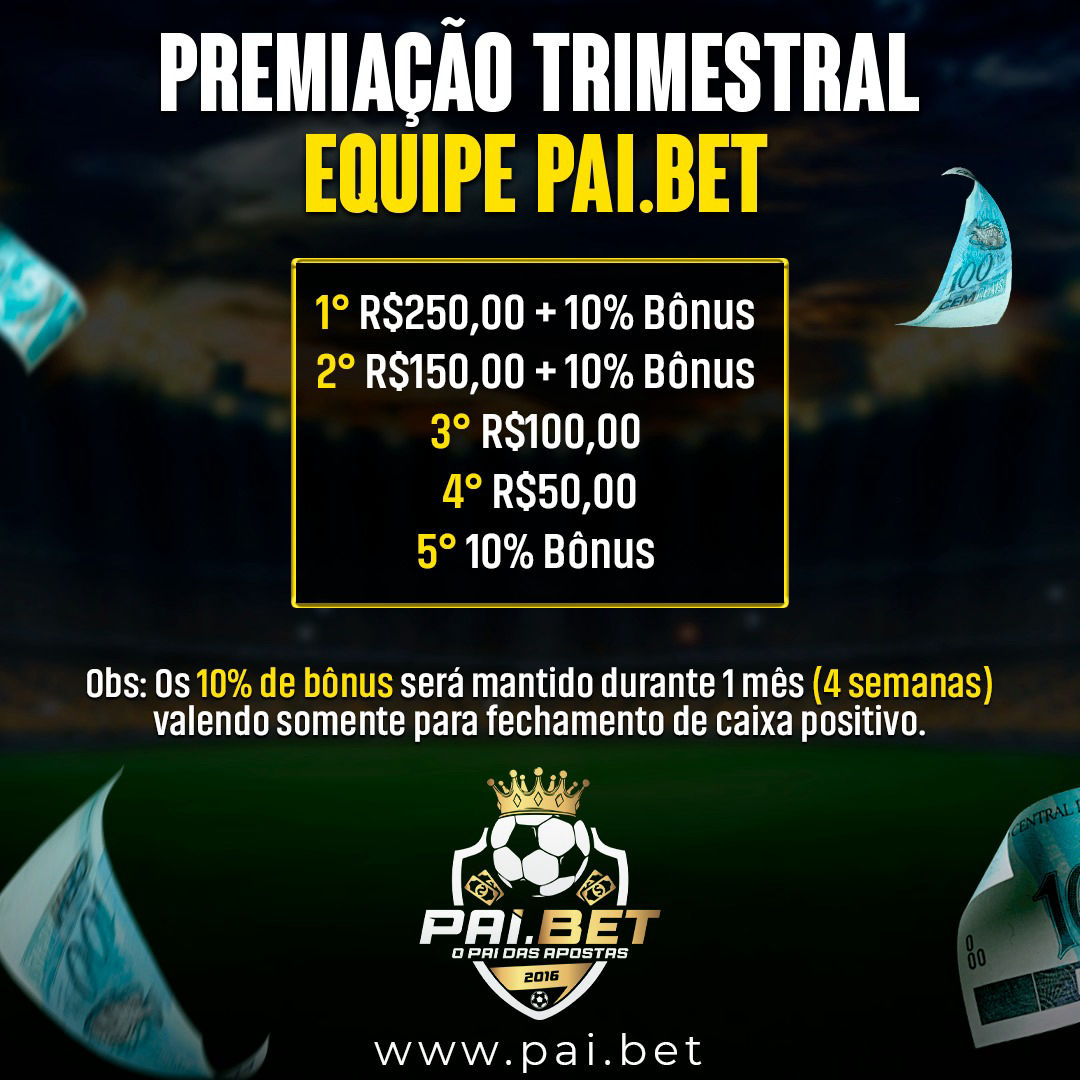 PREMIAÇÃO TRIMESTRAL
EQUIPE PAI.BET
1° R$250,00 + 10% Bônus
2° R$150,00 + 10% Bônus
3° R$100,00
4° R$50,00
5° 10% Bônus
Obs: Os 10% de bônus será mantido durante 1 mês (4 semanas)
valendo somente para fechamento de caixa positivo.
PAI.BET
O PAI DAS APOSTAS
2016
www.pai.bet
100
CENTRAL